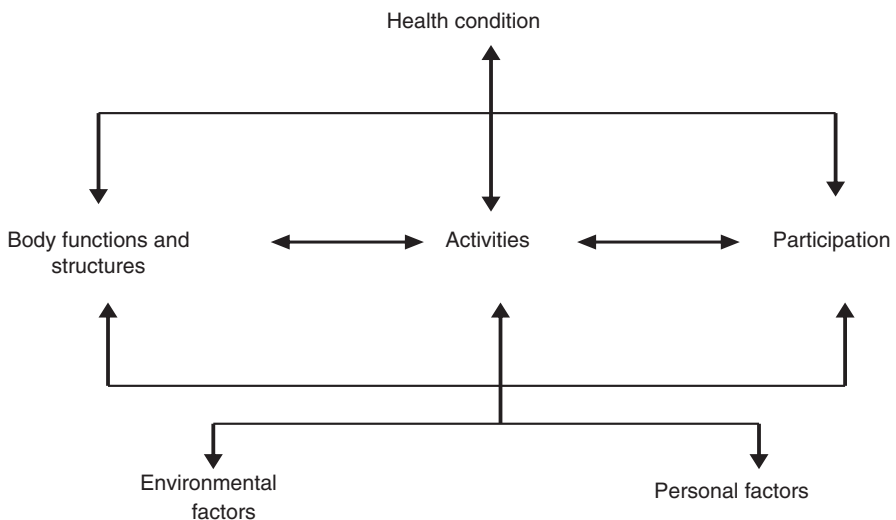 Health condition
Body functions and
structures
Activities
Participation
Environmental
factors
Personal factors